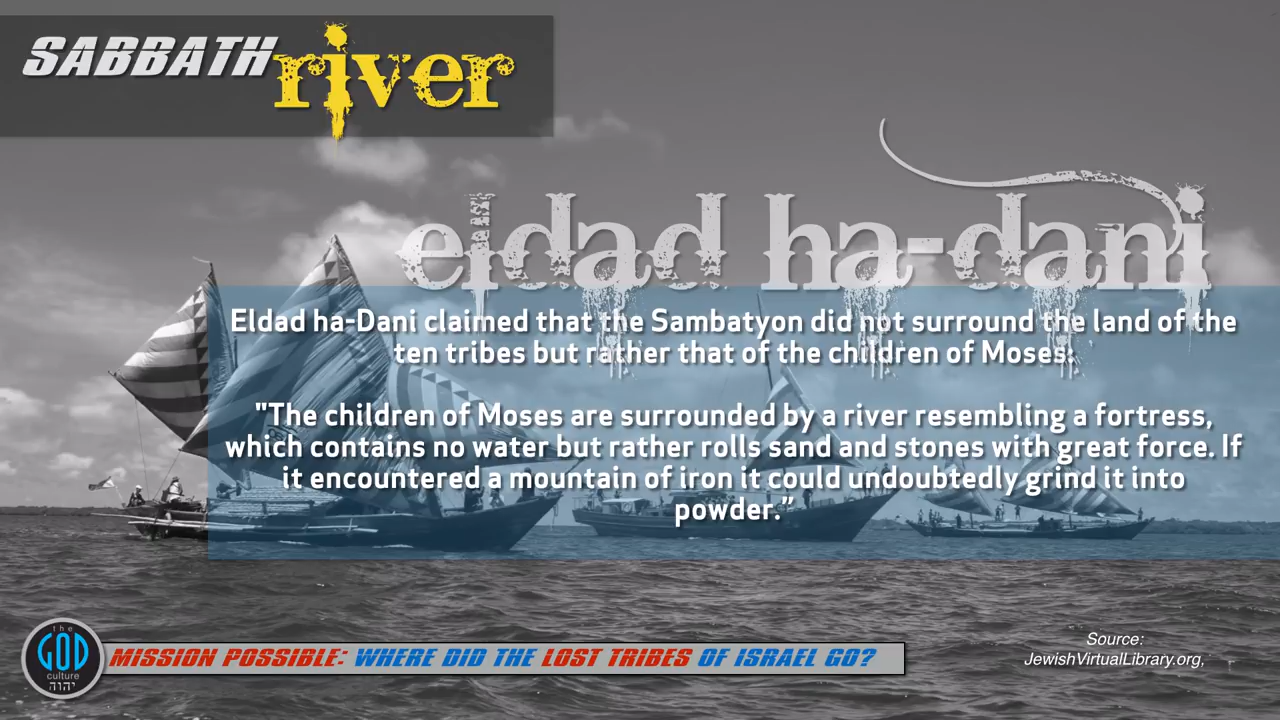 SABBATH river
eldad ha-dani
Eldad ha-Dani claimed that the Sambatyon did not surround the land of the
ten tribes but rather that of the children of Moses:
"The children of Moses are surrounded by a river resembling a fortress,
which contains no water but rather rolls sand and stones with great force. If
it encountered a mountain of iron it could undoubtedly grind it into
powder.”
the
GOD
culture
יהוה
MISSION POSSIBLE: WHERE DID THE LOST TRIBES OF ISRAEL GO?
Source:
JewishVirtualLibrary.org,